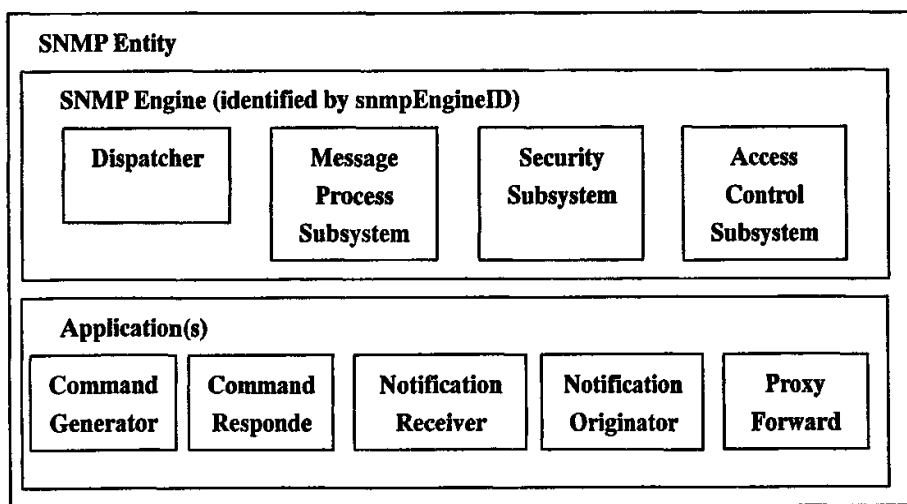 SNMP Entity
SNMP Engine (identified by snmpEngineID)
Dispatcher
Message
Process
Subsystem
Security
Subsystem
Access
Control
Subsystem
Application(s)
Command
Generator
Command
Responde
Notification
Receiver
Notification
Originator
Proxy
Forward